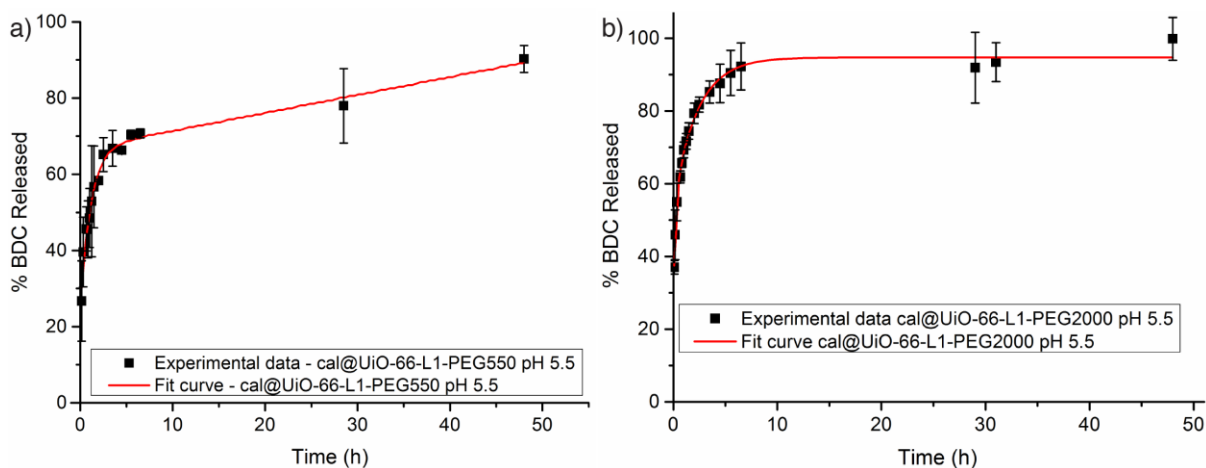 a)
100
80
60
40
20
0
% BDC Released
Experimental data - cal@UiO-66-L1-PEG550 pH 5.5
Fit curve - cal@UiO-66-L1-PEG550 pH 5.5
0 10 20 30 40 50
Time (h)
b)
100
80
60
40
20
0
% BDC Released
Experimental data cal@UiO-66-L1-PEG2000 pH 5.5
Fit curve cal@UiO-66-L1-PEG2000 pH 5.5
0 10 20 30 40 50
Time (h)